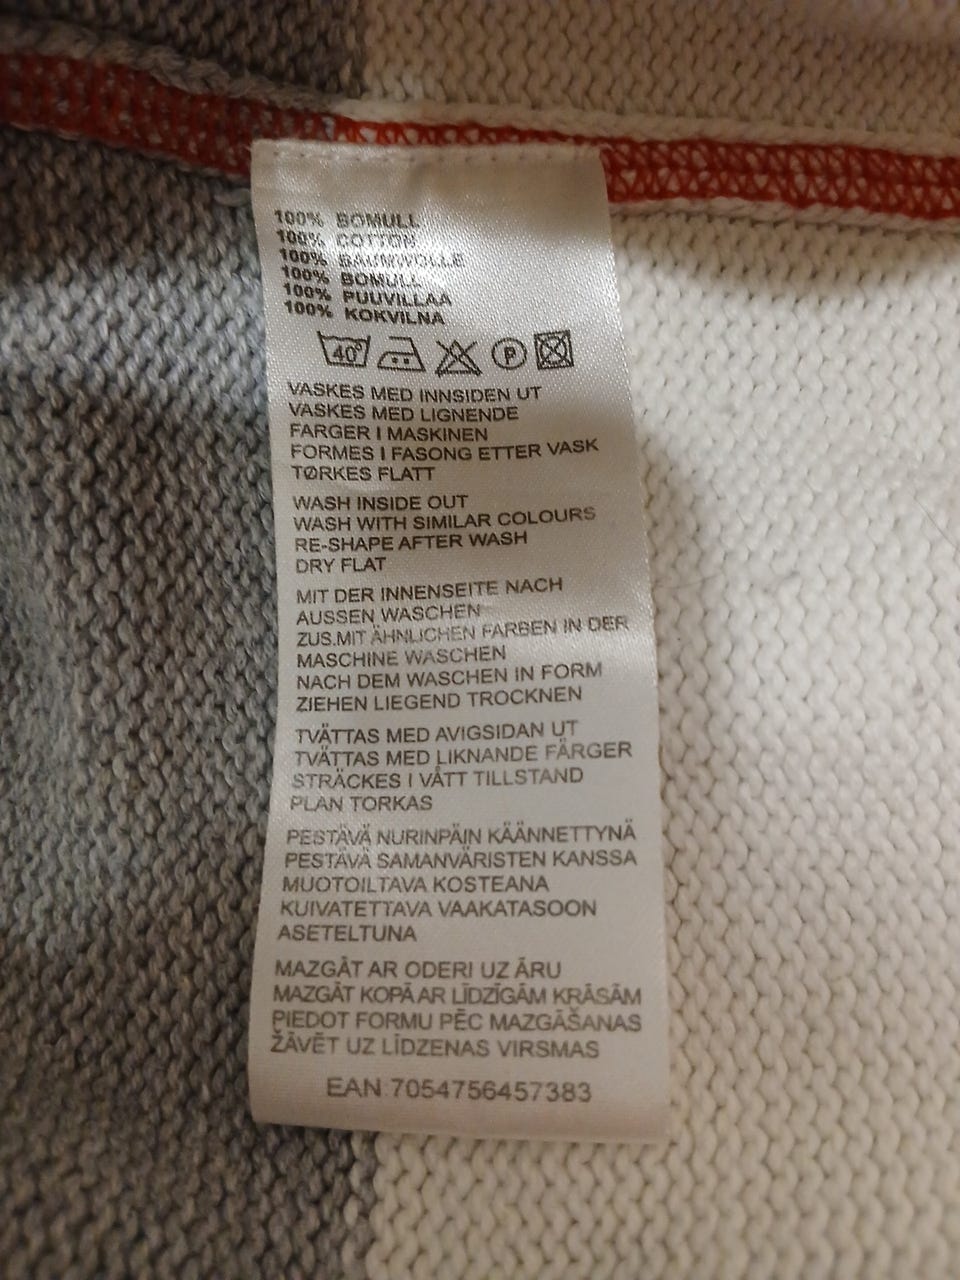 100% BOMULL
100% COTTON
100% BAUMWOLLE
100% BOMULL
100% PUUVILLAA
100% KOKVILNA
40° P
VASKES MED INNSIDEN UT
VASKES MED LIGNENDE
FARGER I MASKINEN
FORMES I FASONG ETTER VASK
TØRKES FLATT
WASH INSIDE OUT
WASH WITH SIMILAR COLOURS
RE-SHAPE AFTER WASH
DRY FLAT
MIT DER INNENSEITE NACH
AUSSEN WASCHEN
ZUS.MIT ÄHNLICHEN FARBEN IN DER
MASCHINE WASCHEN
NACH DEM WASCHEN IN FORM
ZIEHEN LIEGEND TROCKNEN
TVÄTTAS MED AVIGSIDAN UT
TVÄTTAS MED LIKNANDE FÄRGER
STRÄCKES I VÅTT TILLSTAND
PLAN TORKAS
PESTÄVÄ NURINPÄIN KÄÄNNETTYNÄ
PESTÄVÄ SAMANVÄRISTEN KANSSA
MUOTOILTAVA KOSTEANA
KUIVATETTAVA VAAKATASOON
ASETELTUNA
MAZGĀT AR ODERI UZ ĀRU
MAZGĀT KOPĀ AR LĪDZĪGĀM KRĀSĀM
PIEDOT FORMU PĒC MAZGĀŠANAS
ŽĀVĒT UZ LĪDZENAS VIRSMAS
EAN:7054756457383